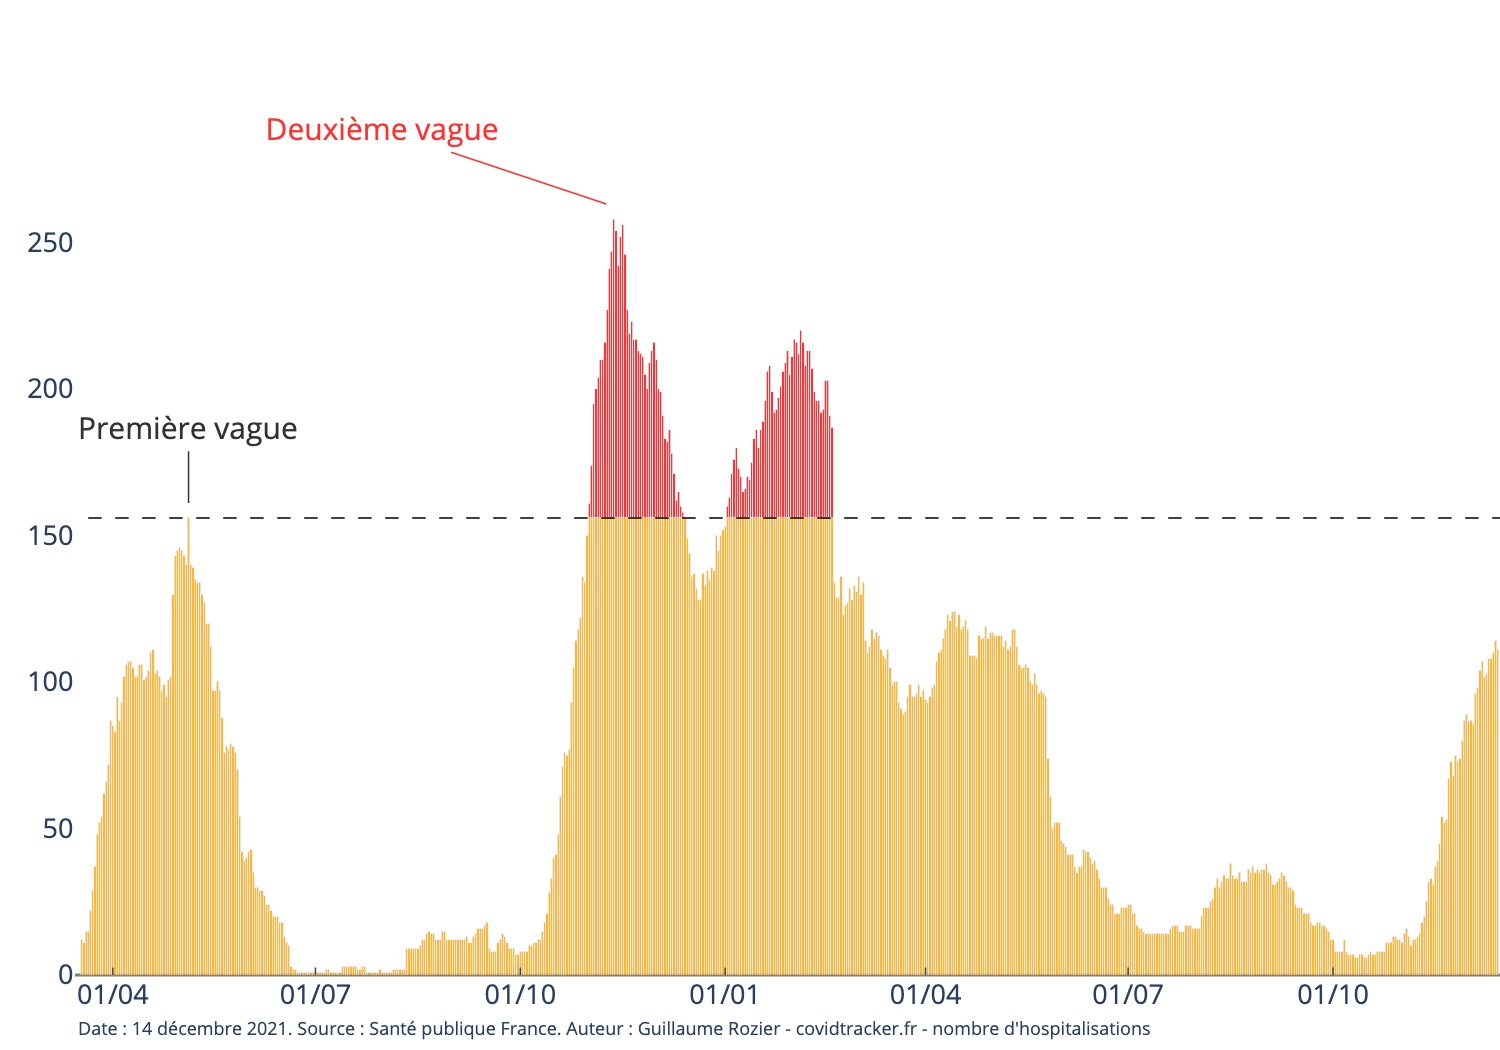 Deuxième vague
250
200
Première vague
150
100
50
0
01/04 01/07 01/10 01/01 01/04 01/07 01/10
Date : 14 décembre 2021. Source : Santé publique France. Auteur : Guillaume Rozier - covidtracker.fr - nombre d'hospitalisations